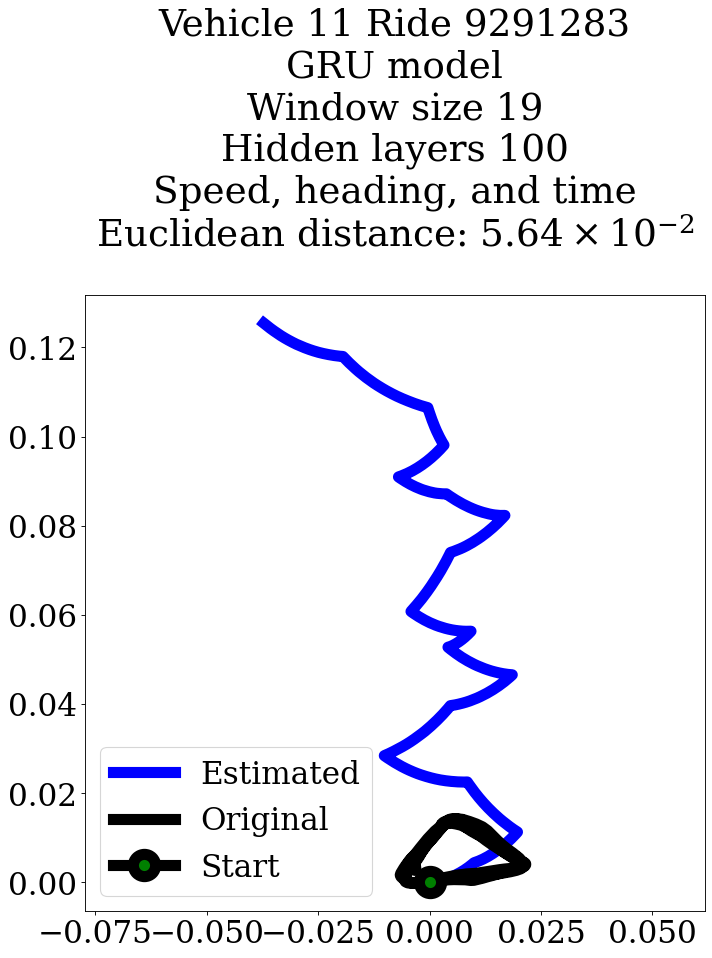 Vehicle 11 Ride 9291283
GRU model
Window size 19
Hidden layers 100
Speed, heading, and time
Euclidean distance: 5.64 × 10⁻²
0.12
0.10
0.08
0.06
0.04
0.02
0.00
Estimated
Original
Start
−0.075 −0.050 −0.025 0.000 0.025 0.050